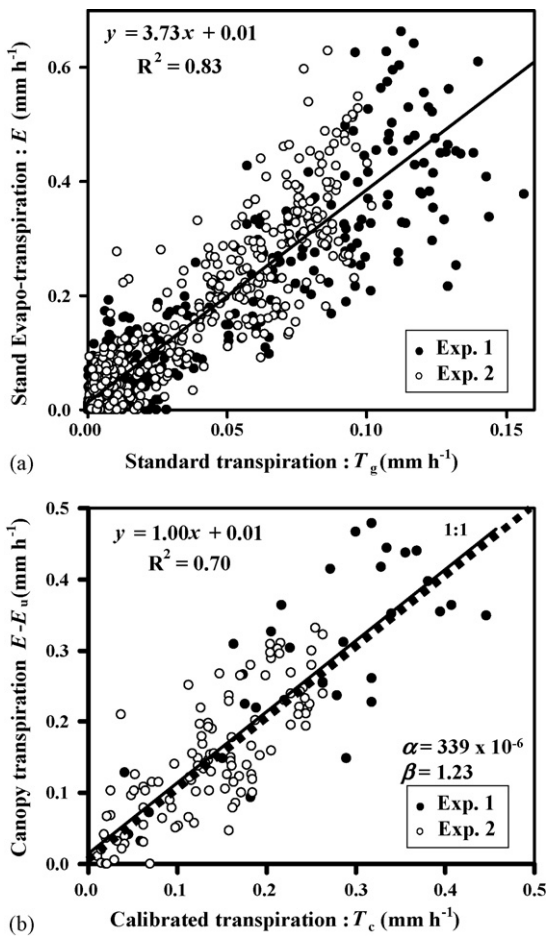 y = 3.73x + 0.01
R² = 0.83
Stand Evapo-transpiration : E (mm h⁻¹)
0.6
0.4
0.2
0.0
Exp. 1
Exp. 2
0.00 0.05 0.10 0.15
(a) Standard transpiration : T_g (mm h⁻¹)
0.5
y = 1.00x + 0.01
1:1
R² = 0.70
Canopy transpiration E-E_u (mm h⁻¹)
0.4
0.3
0.2
0.1
0.0
α = 339 x 10⁻⁶
β = 1.23
Exp. 1
Exp. 2
0.0 0.1 0.2 0.3 0.4 0.5
(b) Calibrated transpiration : T_c (mm h⁻¹)